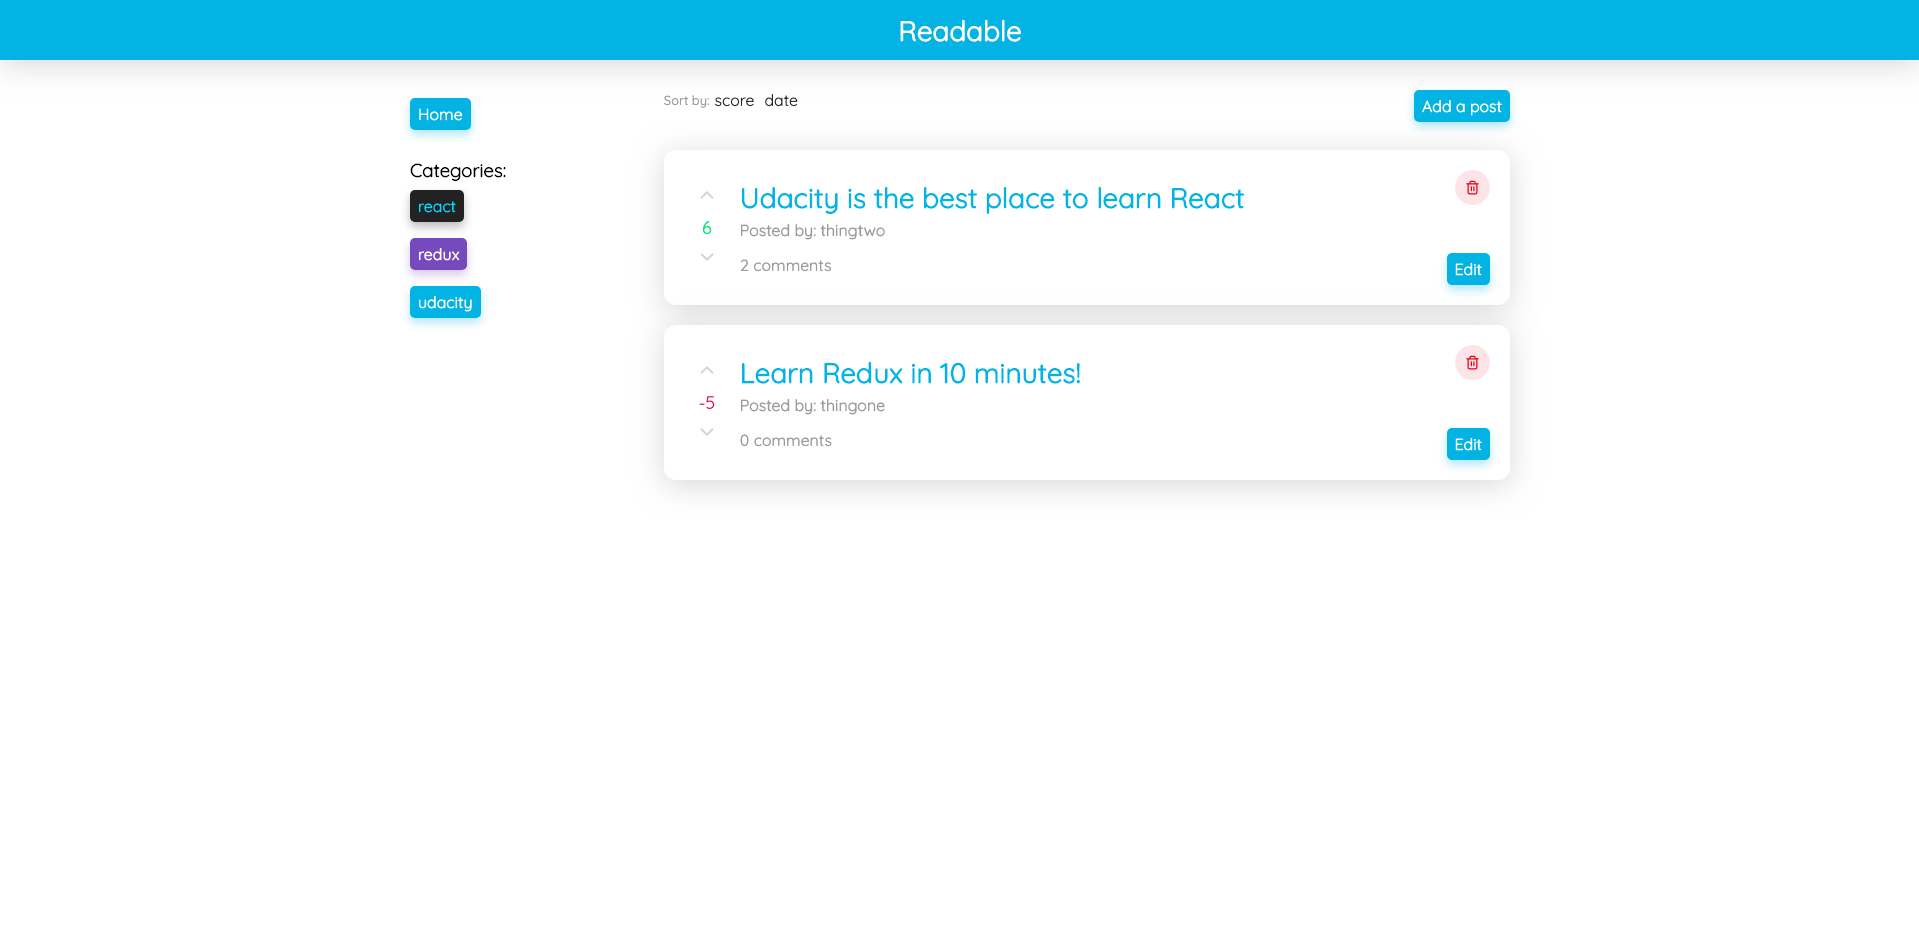 Readable
Home
Categories:
react
redux
udacity
Sort by: score date
Add a post
6
Udacity is the best place to learn React
Posted by: thingtwo
2 comments
Edit
-5
Learn Redux in 10 minutes!
Posted by: thingone
0 comments
Edit